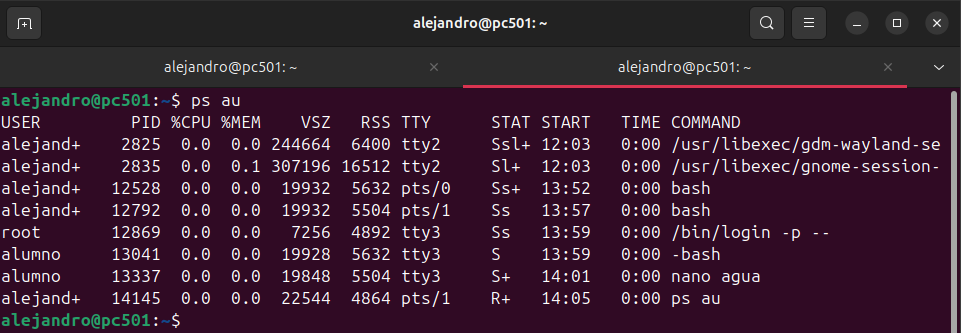 alejandro@pc501: ~
alejandro@pc501: ~ alejandro@pc501: ~
alejandro@pc501:~$ ps au
USER         PID %CPU %MEM    VSZ   RSS TTY      STAT START   TIME COMMAND
alejand+    2825  0.0  0.0 244664  6400 tty2     Ssl+ 12:03   0:00 /usr/libexec/gdm-wayland-se
alejand+    2835  0.0  0.1 307196 16512 tty2     Sl+  12:03   0:00 /usr/libexec/gnome-session-
alejand+   12528  0.0  0.0  19932  5632 pts/0    Ss+  13:52   0:00 bash
alejand+   12792  0.0  0.0  19932  5504 pts/1    Ss   13:57   0:00 bash
root       12869  0.0  0.0   7256  4892 tty3     Ss   13:59   0:00 /bin/login -p --
alumno     13041  0.0  0.0  19928  5632 tty3     S    13:59   0:00 -bash
alumno     13337  0.0  0.0  19848  5504 tty3     S+   14:01   0:00 nano agua
alejand+   14145  0.0  0.0  22544  4864 pts/1    R+   14:05   0:00 ps au
alejandro@pc501:~$